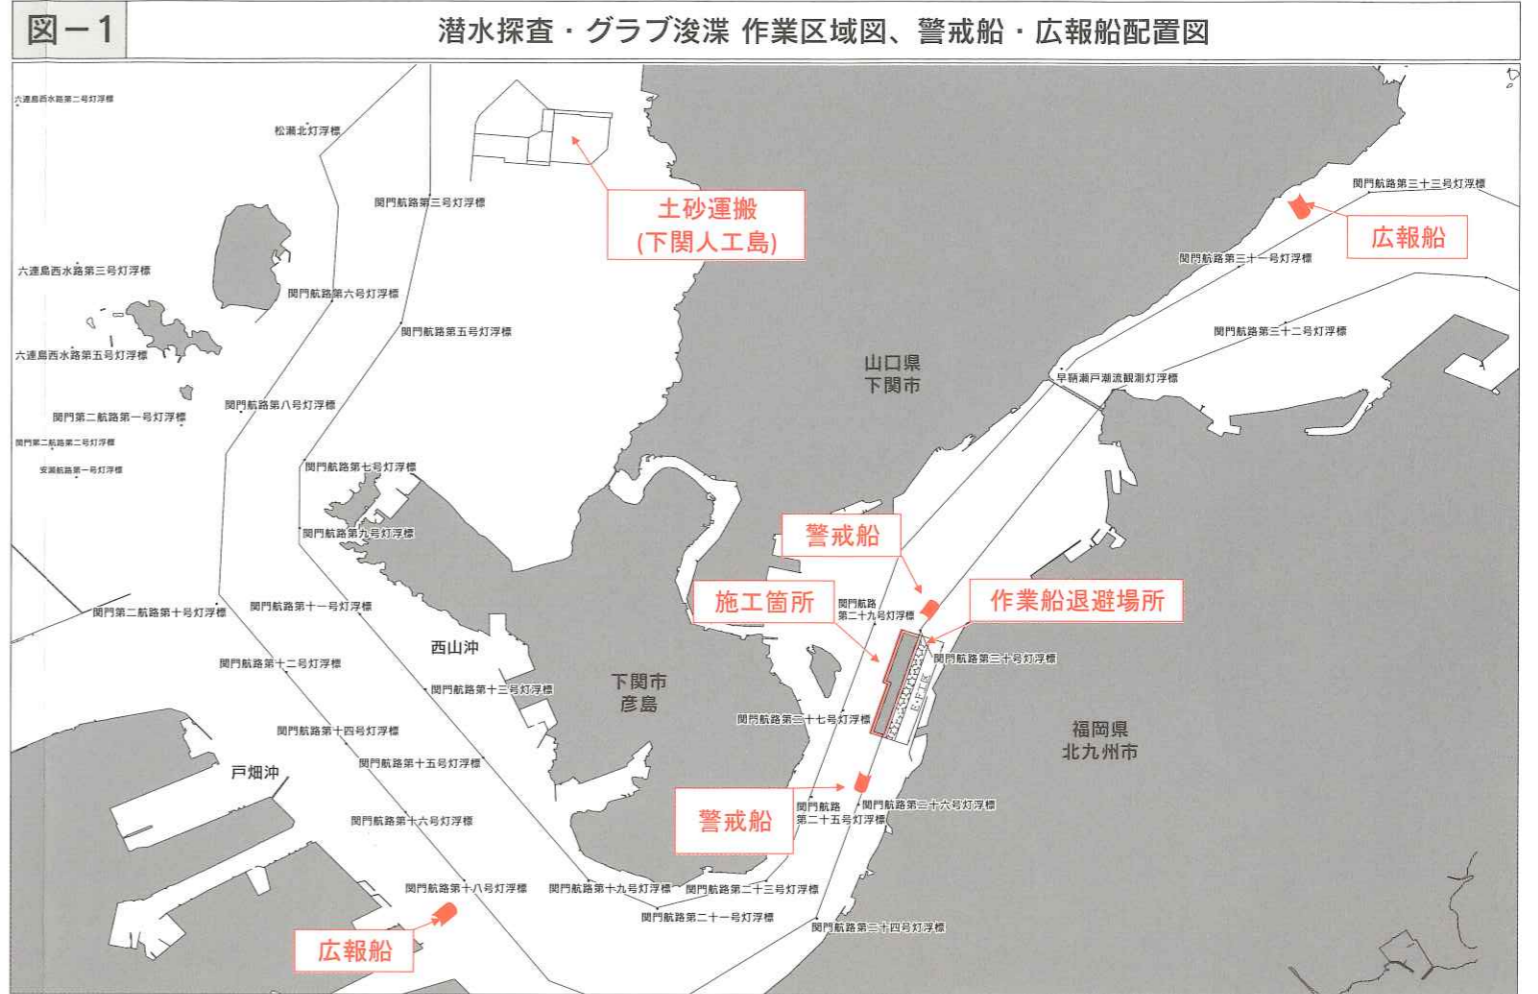 図－1
潜水探査・グラブ浚渫 作業区域図、警戒船・広報船配置図
六連島西水路第二号灯浮標
松瀬北灯浮標
関門航路第三号灯浮標
土砂運搬
(下関人工島)
関門航路第三十三号灯浮標
広報船
関門航路第三十一号灯浮標
六連島西水路第三号灯浮標
関門航路第六号灯浮標
関門航路第五号灯浮標
関門航路第三十二号灯浮標
六連島西水路第五号灯浮標
山口県
下関市
早鞆瀬戸潮流観測灯浮標
関門航路第八号灯浮標
関門第二航路第一号灯浮標
関門第二航路第二号灯浮標
安瀬航路第一号灯浮標
関門航路第七号灯浮標
関門航路第九号灯浮標
警戒船
施工箇所
作業船退避場所
関門航路
第二十九号灯浮標
関門第二航路第十号灯浮標
関門航路第十一号灯浮標
西山沖
関門航路第十二号灯浮標
関門航路第三十号灯浮標
下関市
彦島
関門航路第十三号灯浮標
E・F工区
関門航路第二十七号灯浮標
関門航路第十四号灯浮標
福岡県
北九州市
関門航路第十五号灯浮標
戸畑沖
警戒船
関門航路
第二十五号灯浮標
関門航路第二十六号灯浮標
関門航路第十六号灯浮標
関門航路第十八号灯浮標
関門航路第十九号灯浮標
関門航路第二十三号灯浮標
関門航路第二十一号灯浮標
関門航路第二十四号灯浮標
広報船